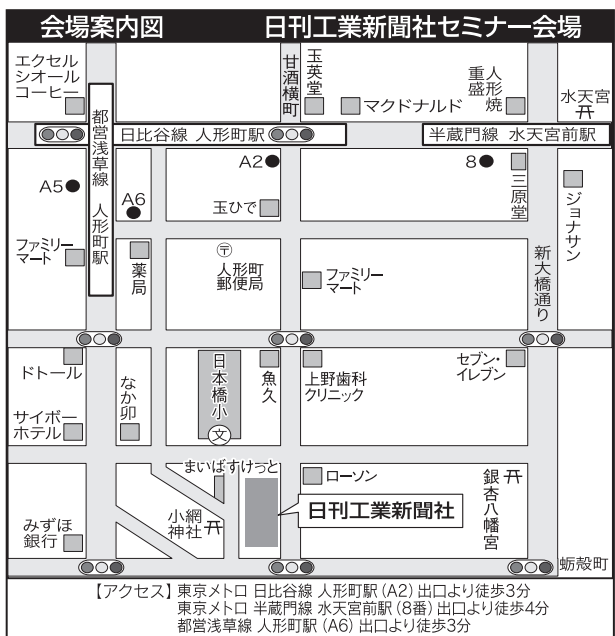 会場案内図　日刊工業新聞社セミナー会場
エクセル
シオール
コーヒー
都営浅草線 人形町駅
甘酒横町
玉英堂
マクドナルド
人形焼
重盛
水天宮
日比谷線 人形町駅
半蔵門線 水天宮前駅
A5
A6
A2
8
三原堂
ジョナサン
玉ひで
ファミリー
マート
薬局
〒
人形町
郵便局
ファミリー
マート
新大橋通り
ドトール
なか卯
日本橋小
文
魚久
上野歯科
クリニック
セブン・
イレブン
サイボー
ホテル
まいばすけっと
ローソン
銀杏八幡宮
日刊工業新聞社
小網
神社
みずほ
銀行
蛎殻町
【アクセス】東京メトロ 日比谷線 人形町駅(A2)出口より徒歩3分
東京メトロ 半蔵門線 水天宮前駅(8番)出口より徒歩4分
都営浅草線 人形町駅(A6)出口より徒歩3分